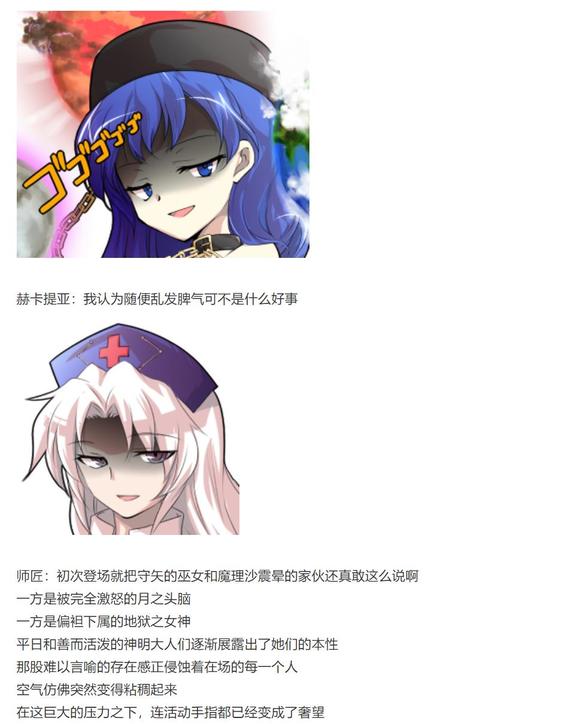 ゴゴゴゴゴ
赫卡提亚：我认为随便乱发脾气可不是什么好事
师匠：初次登场就把守矢的巫女和魔理沙震晕的家伙还真敢这么说啊
一方是被完全激怒的月之头脑
一方是偏袒下属的地狱之女神
平日和善而活泼的神明大人们逐渐展露出了她们的本性
那股难以言喻的存在感正侵蚀着在场的每一个人
空气仿佛突然变得粘稠起来
在这巨大的压力之下，连活动手指都已经变成了奢望